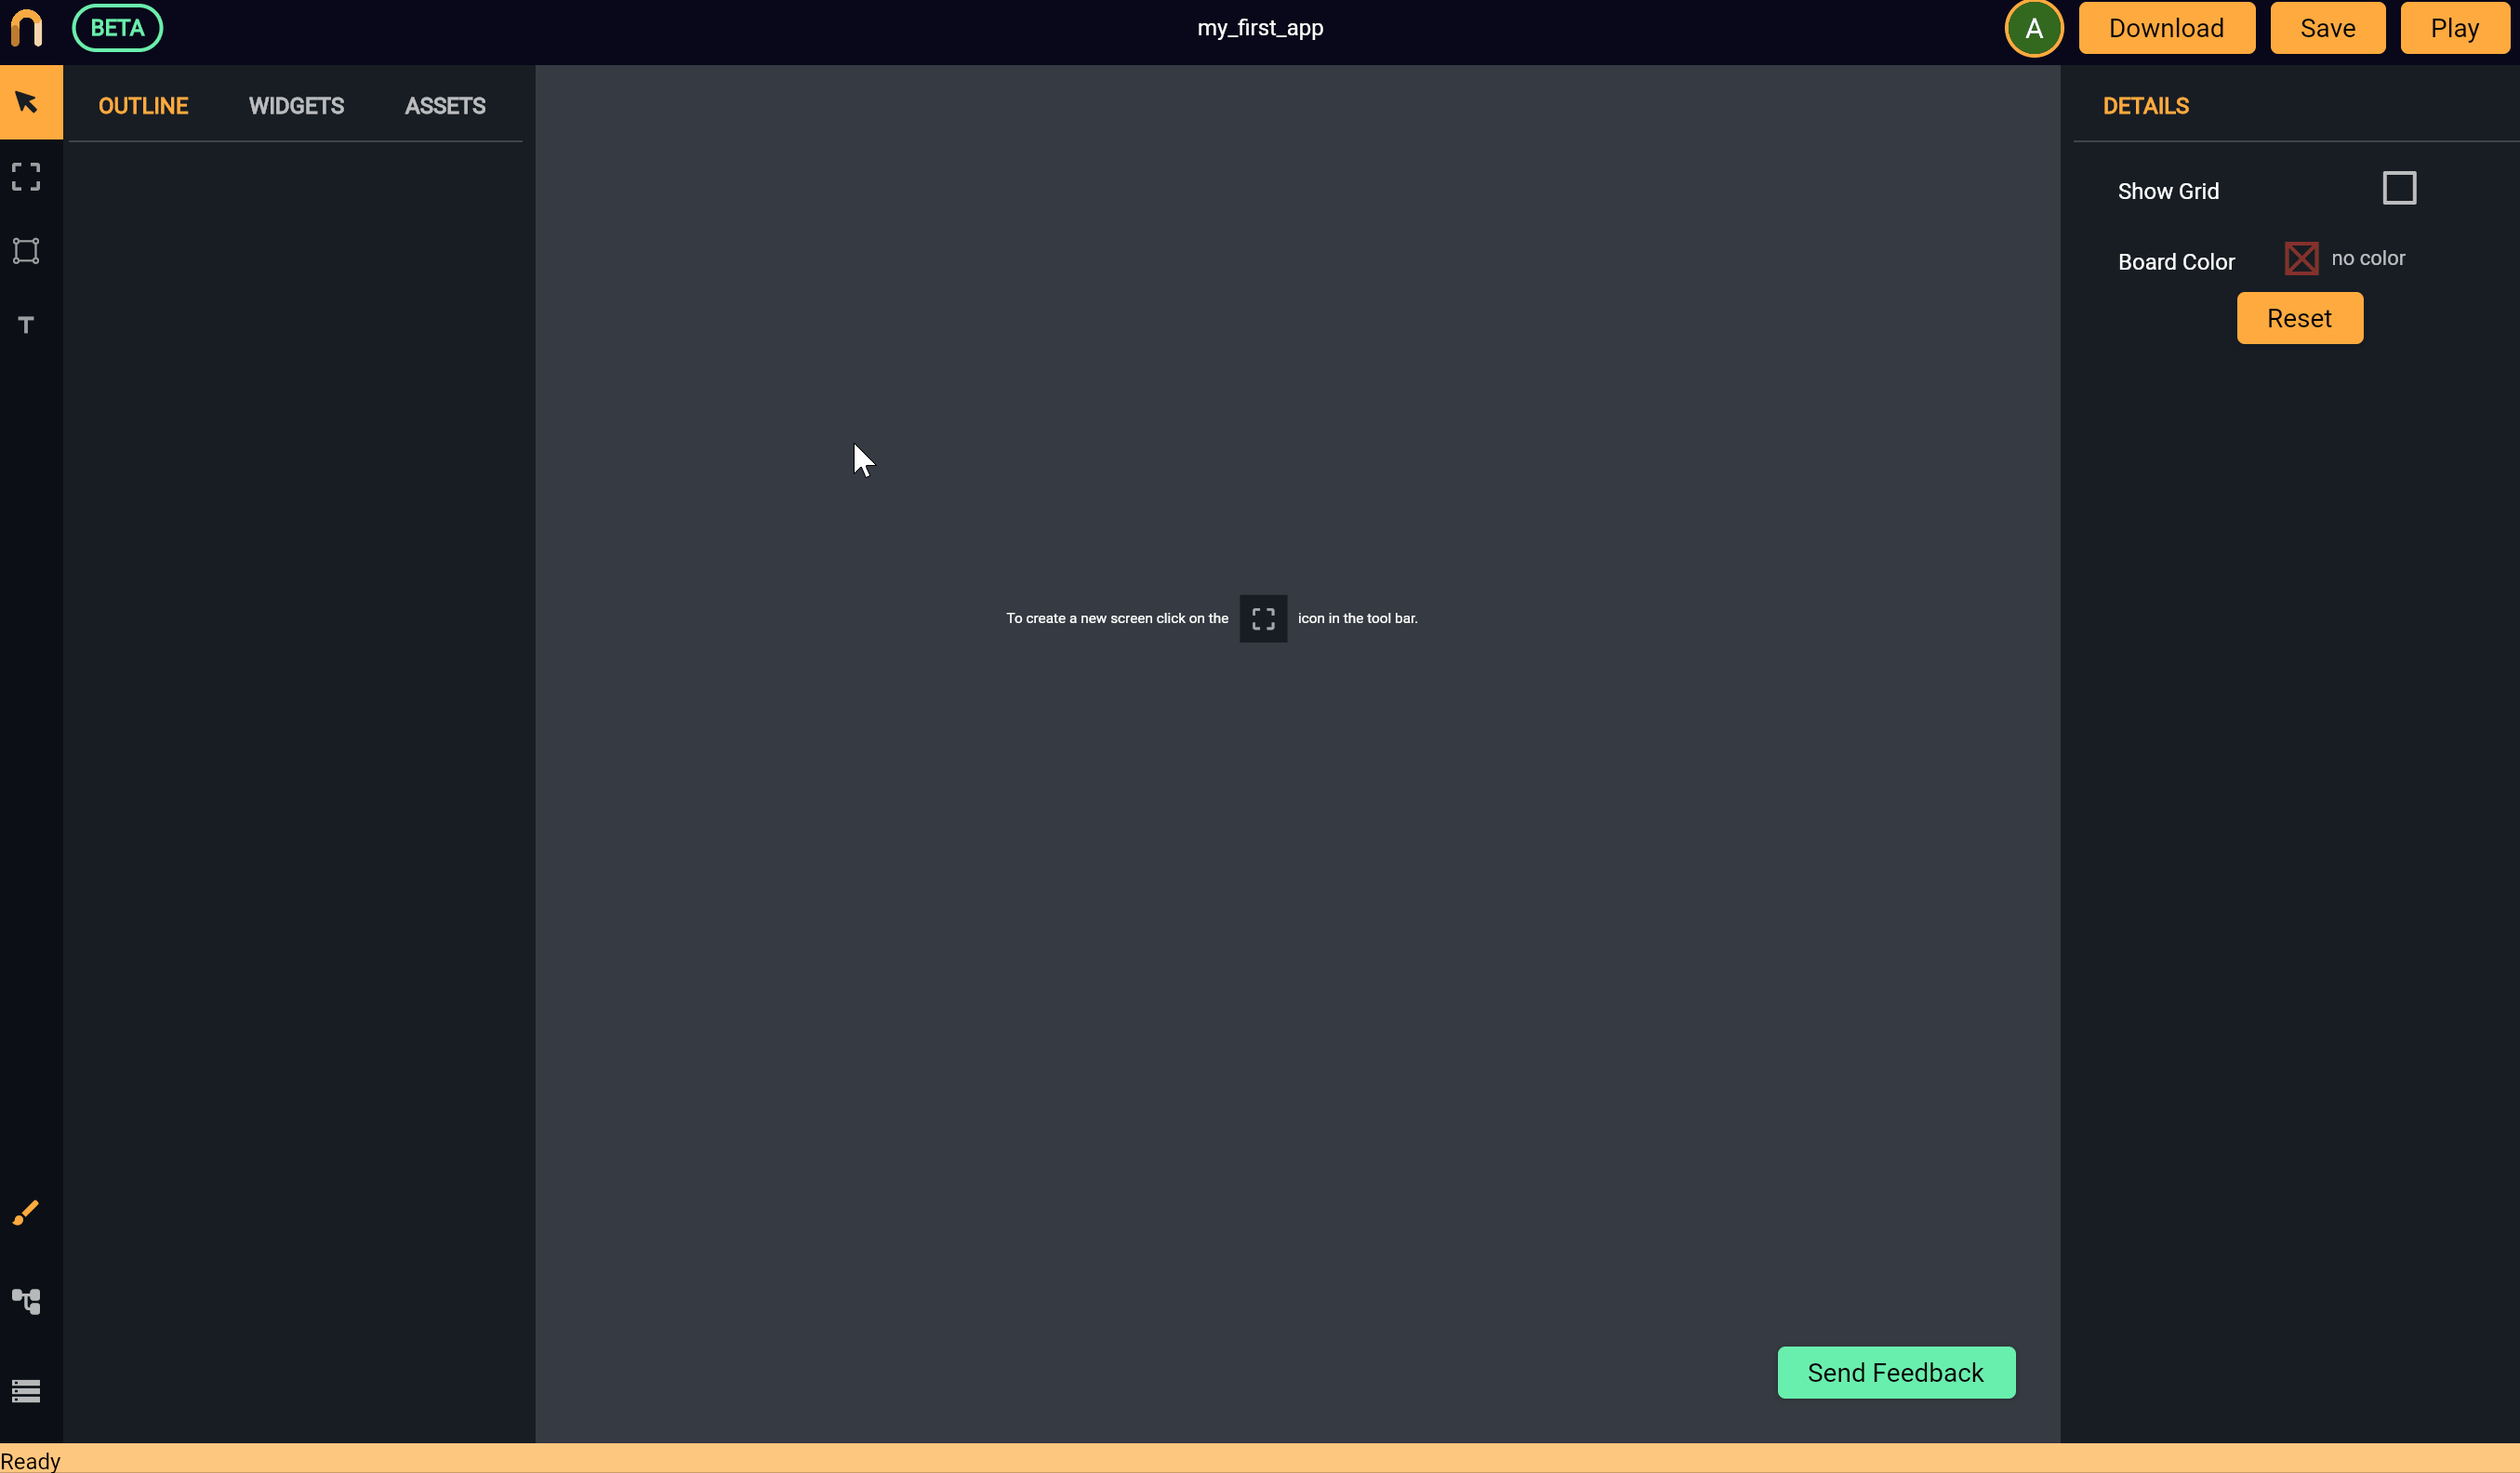 BETA
my_first_app
A
Download
Save
Play
OUTLINE
WIDGETS
ASSETS
DETAILS
Show Grid
Board Color
no color
Reset
T
To create a new screen click on the
icon in the tool bar.
Send Feedback
Ready